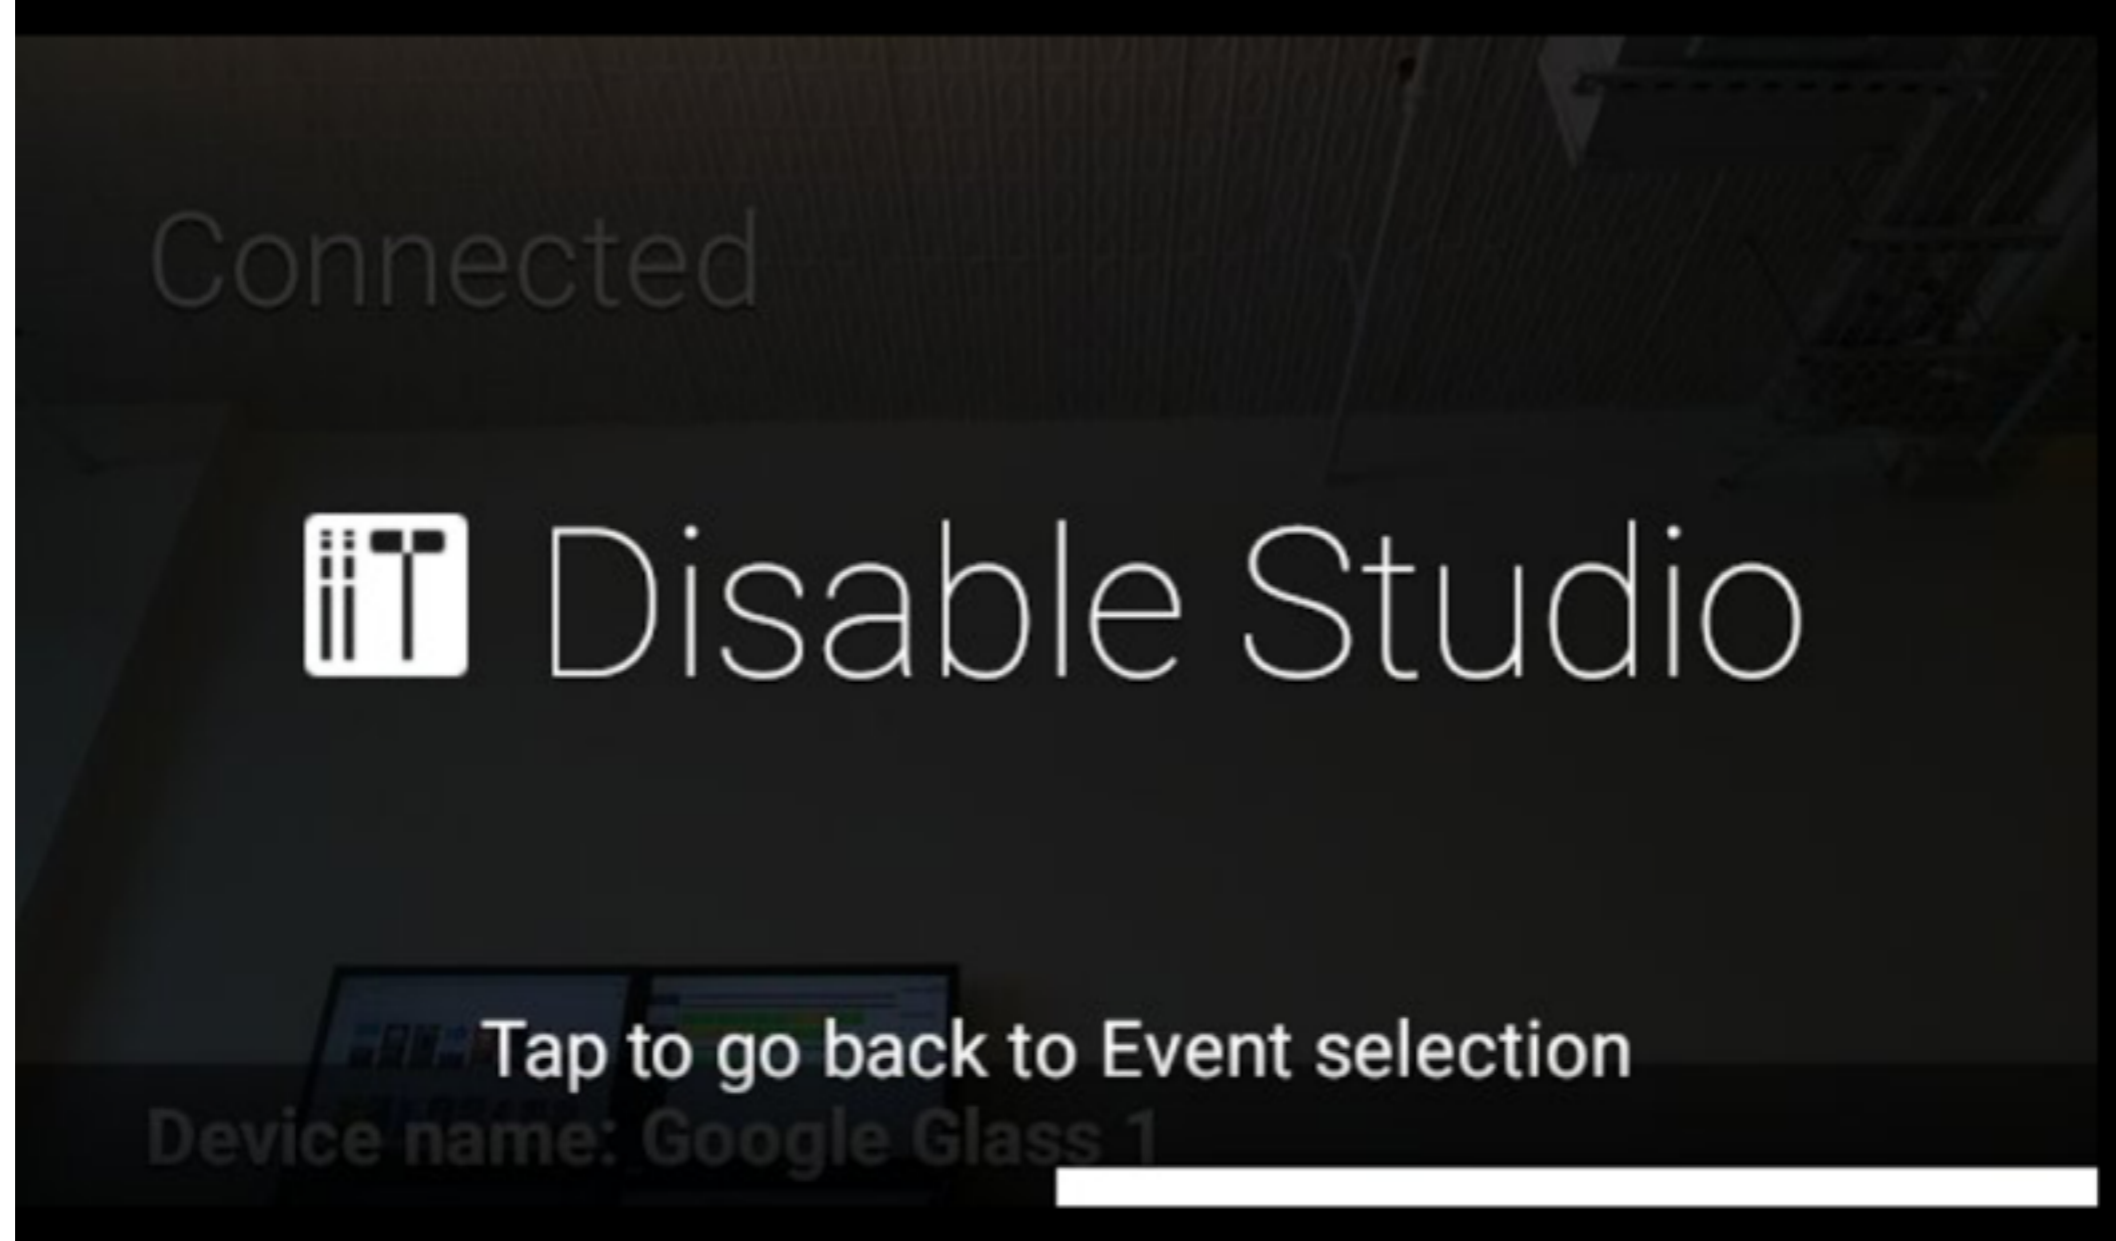 Connected
Disable Studio
Tap to go back to Event selection
Device name: Google Glass 1